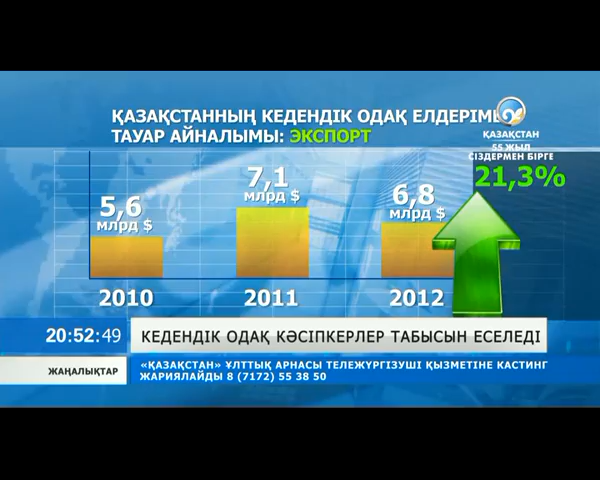 ҚАЗАҚСТАННЫҢ КЕДЕНДІК ОДАҚ ЕЛДЕРІМЕН
ТАУАР АЙНАЛЫМЫ: ЭКСПОРТ
ҚАЗАҚСТАН
55 ЖЫЛ
СІЗДЕРМЕН БІРГЕ
21,3%
5,6
млрд $
7,1
млрд $
6,8
млрд $
2010
2011
2012
20:52:49
КЕДЕНДІК ОДАҚ КӘСІПКЕРЛЕР ТАБЫСЫН ЕСЕЛЕДІ
ЖАҢАЛЫҚТАР
«ҚАЗАҚСТАН» ҰЛТТЫҚ АРНАСЫ ТЕЛЕЖҮРГІЗУШІ ҚЫЗМЕТІНЕ КАСТИНГ
ЖАРИЯЛАЙДЫ 8 (7172) 55 38 50